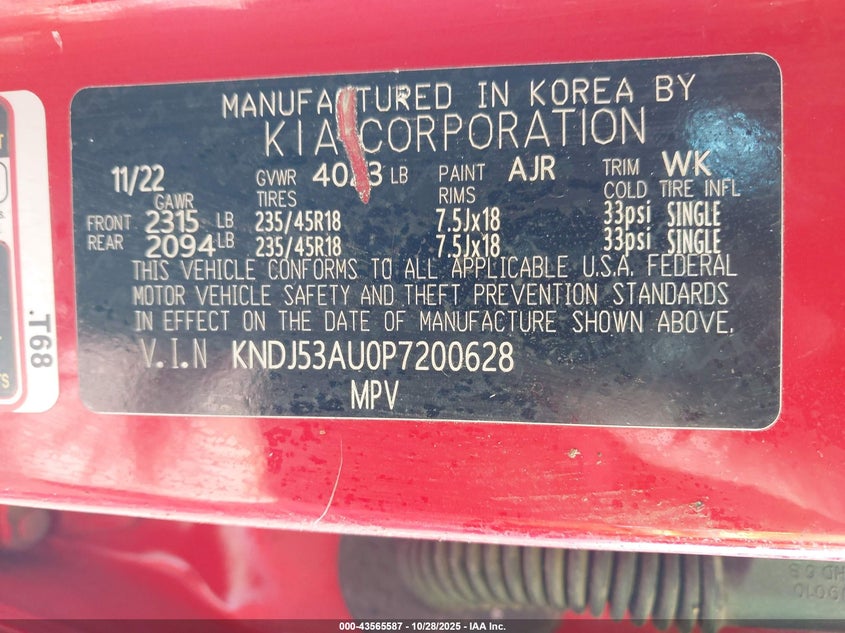 MANUFACTURED IN KOREA BY
KIA CORPORATION
11/22 GVWR LB PAINT AJR TRIM WK
GAWR TIRES RIMS COLD TIRE INFL
FRONT 2315 LB 235/45R18 7.5Jx18 33psi SINGLE
REAR 2094 LB 235/45R18 7.5Jx18 33psi SINGLE
THIS VEHICLE CONFORMS TO ALL APPLICABLE U.S.A. FEDERAL
MOTOR VEHICLE SAFETY AND THEFT PREVENTION STANDARDS
IN EFFECT ON THE DATE OF MANUFACTURE SHOWN ABOVE.
V.I.N KNDJ53AU0P7200628
MPV
.T68
000-43565587 - 10/28/2025 - IAA Inc.